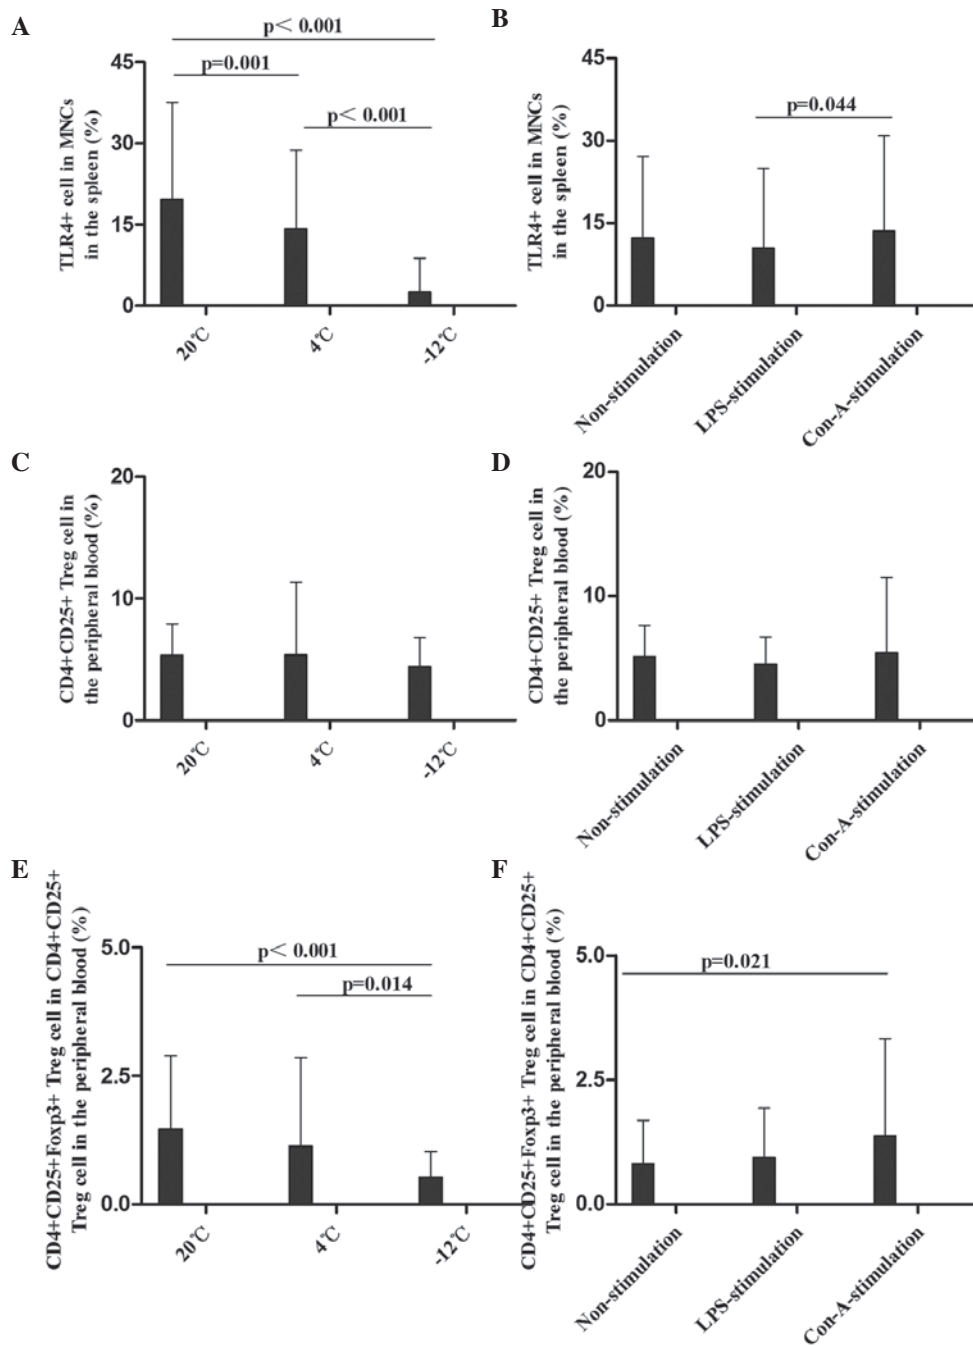 A
p< 0.001
p=0.001
p< 0.001
TLR4+ cell in MNCs
in the spleen (%)
45
30
15
0
20℃
4℃
-12℃
B
p=0.044
TLR4+ cell in MNCs
in the spleen (%)
45
30
15
0
Non-stimulation
LPS-stimulation
Con-A-stimulation
C
CD4+CD25+ Treg cell in
the peripheral blood (%)
20
10
0
20℃
4℃
-12℃
D
CD4+CD25+ Treg cell in
the peripheral blood (%)
20
10
0
Non-stimulation
LPS-stimulation
Con-A-stimulation
E
CD4+CD25+Foxp3+ Treg cell in CD4+CD25+
Treg cell in the peripheral blood (%)
p< 0.001
p=0.014
5.0
2.5
0.0
20℃
4℃
-12℃
F
CD4+CD25+Foxp3+ Treg cell in CD4+CD25+
Treg cell in the peripheral blood (%)
p=0.021
5.0
2.5
0.0
Non-stimulation
LPS-stimulation
Con-A-stimulation